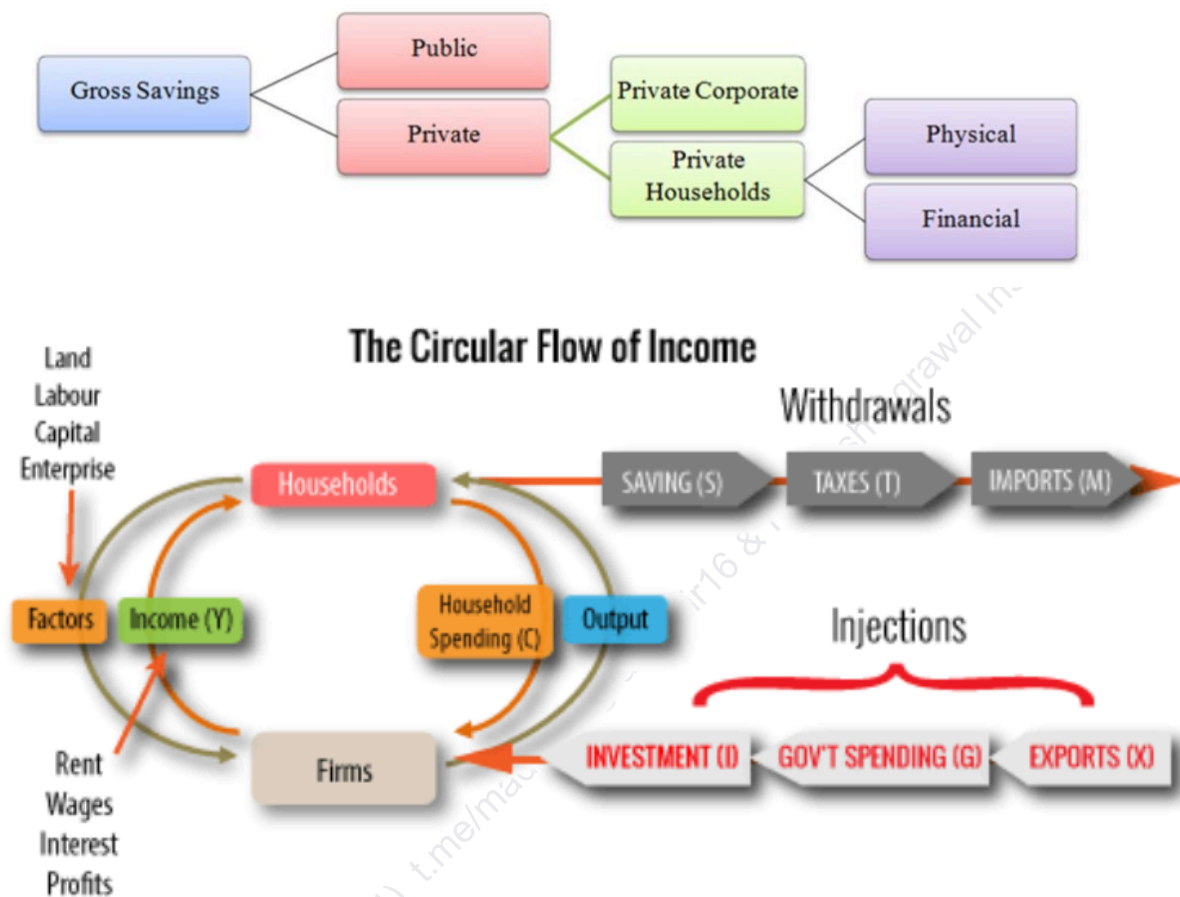 Public
Gross Savings
Private
Private Corporate
Private
Households
Physical
Financial
The Circular Flow of Income
Land
Labour
Capital
Enterprise
Withdrawals
Households
SAVING (S)
TAXES (T)
IMPORTS (M)
Factors
Income (Y)
Household
Spending (C)
Output
Injections
Firms
INVESTMENT (I)
GOV'T SPENDING (G)
EXPORTS (X)
Rent
Wages
Interest
Profits